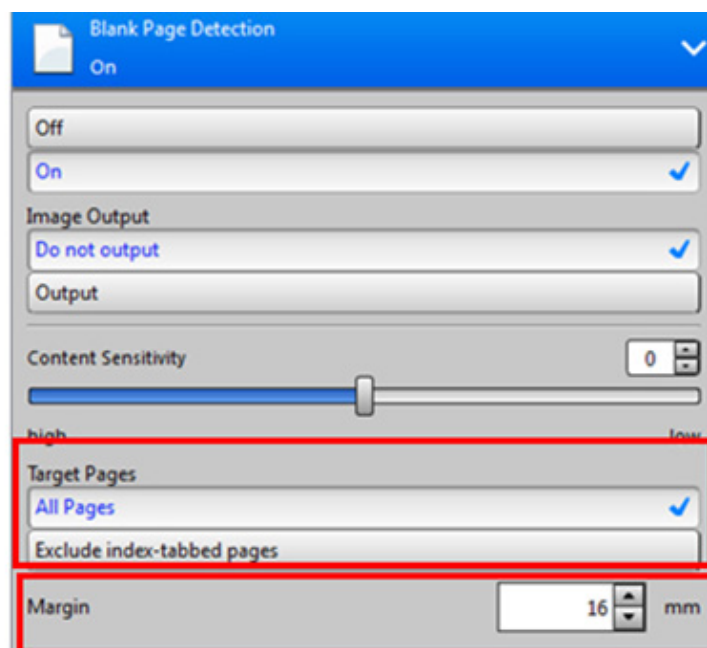 Blank Page Detection
On
Off
On
Image Output
Do not output
Output
Content Sensitivity 0
high low
Target Pages
All Pages
Exclude index-tabbed pages
Margin 16 mm